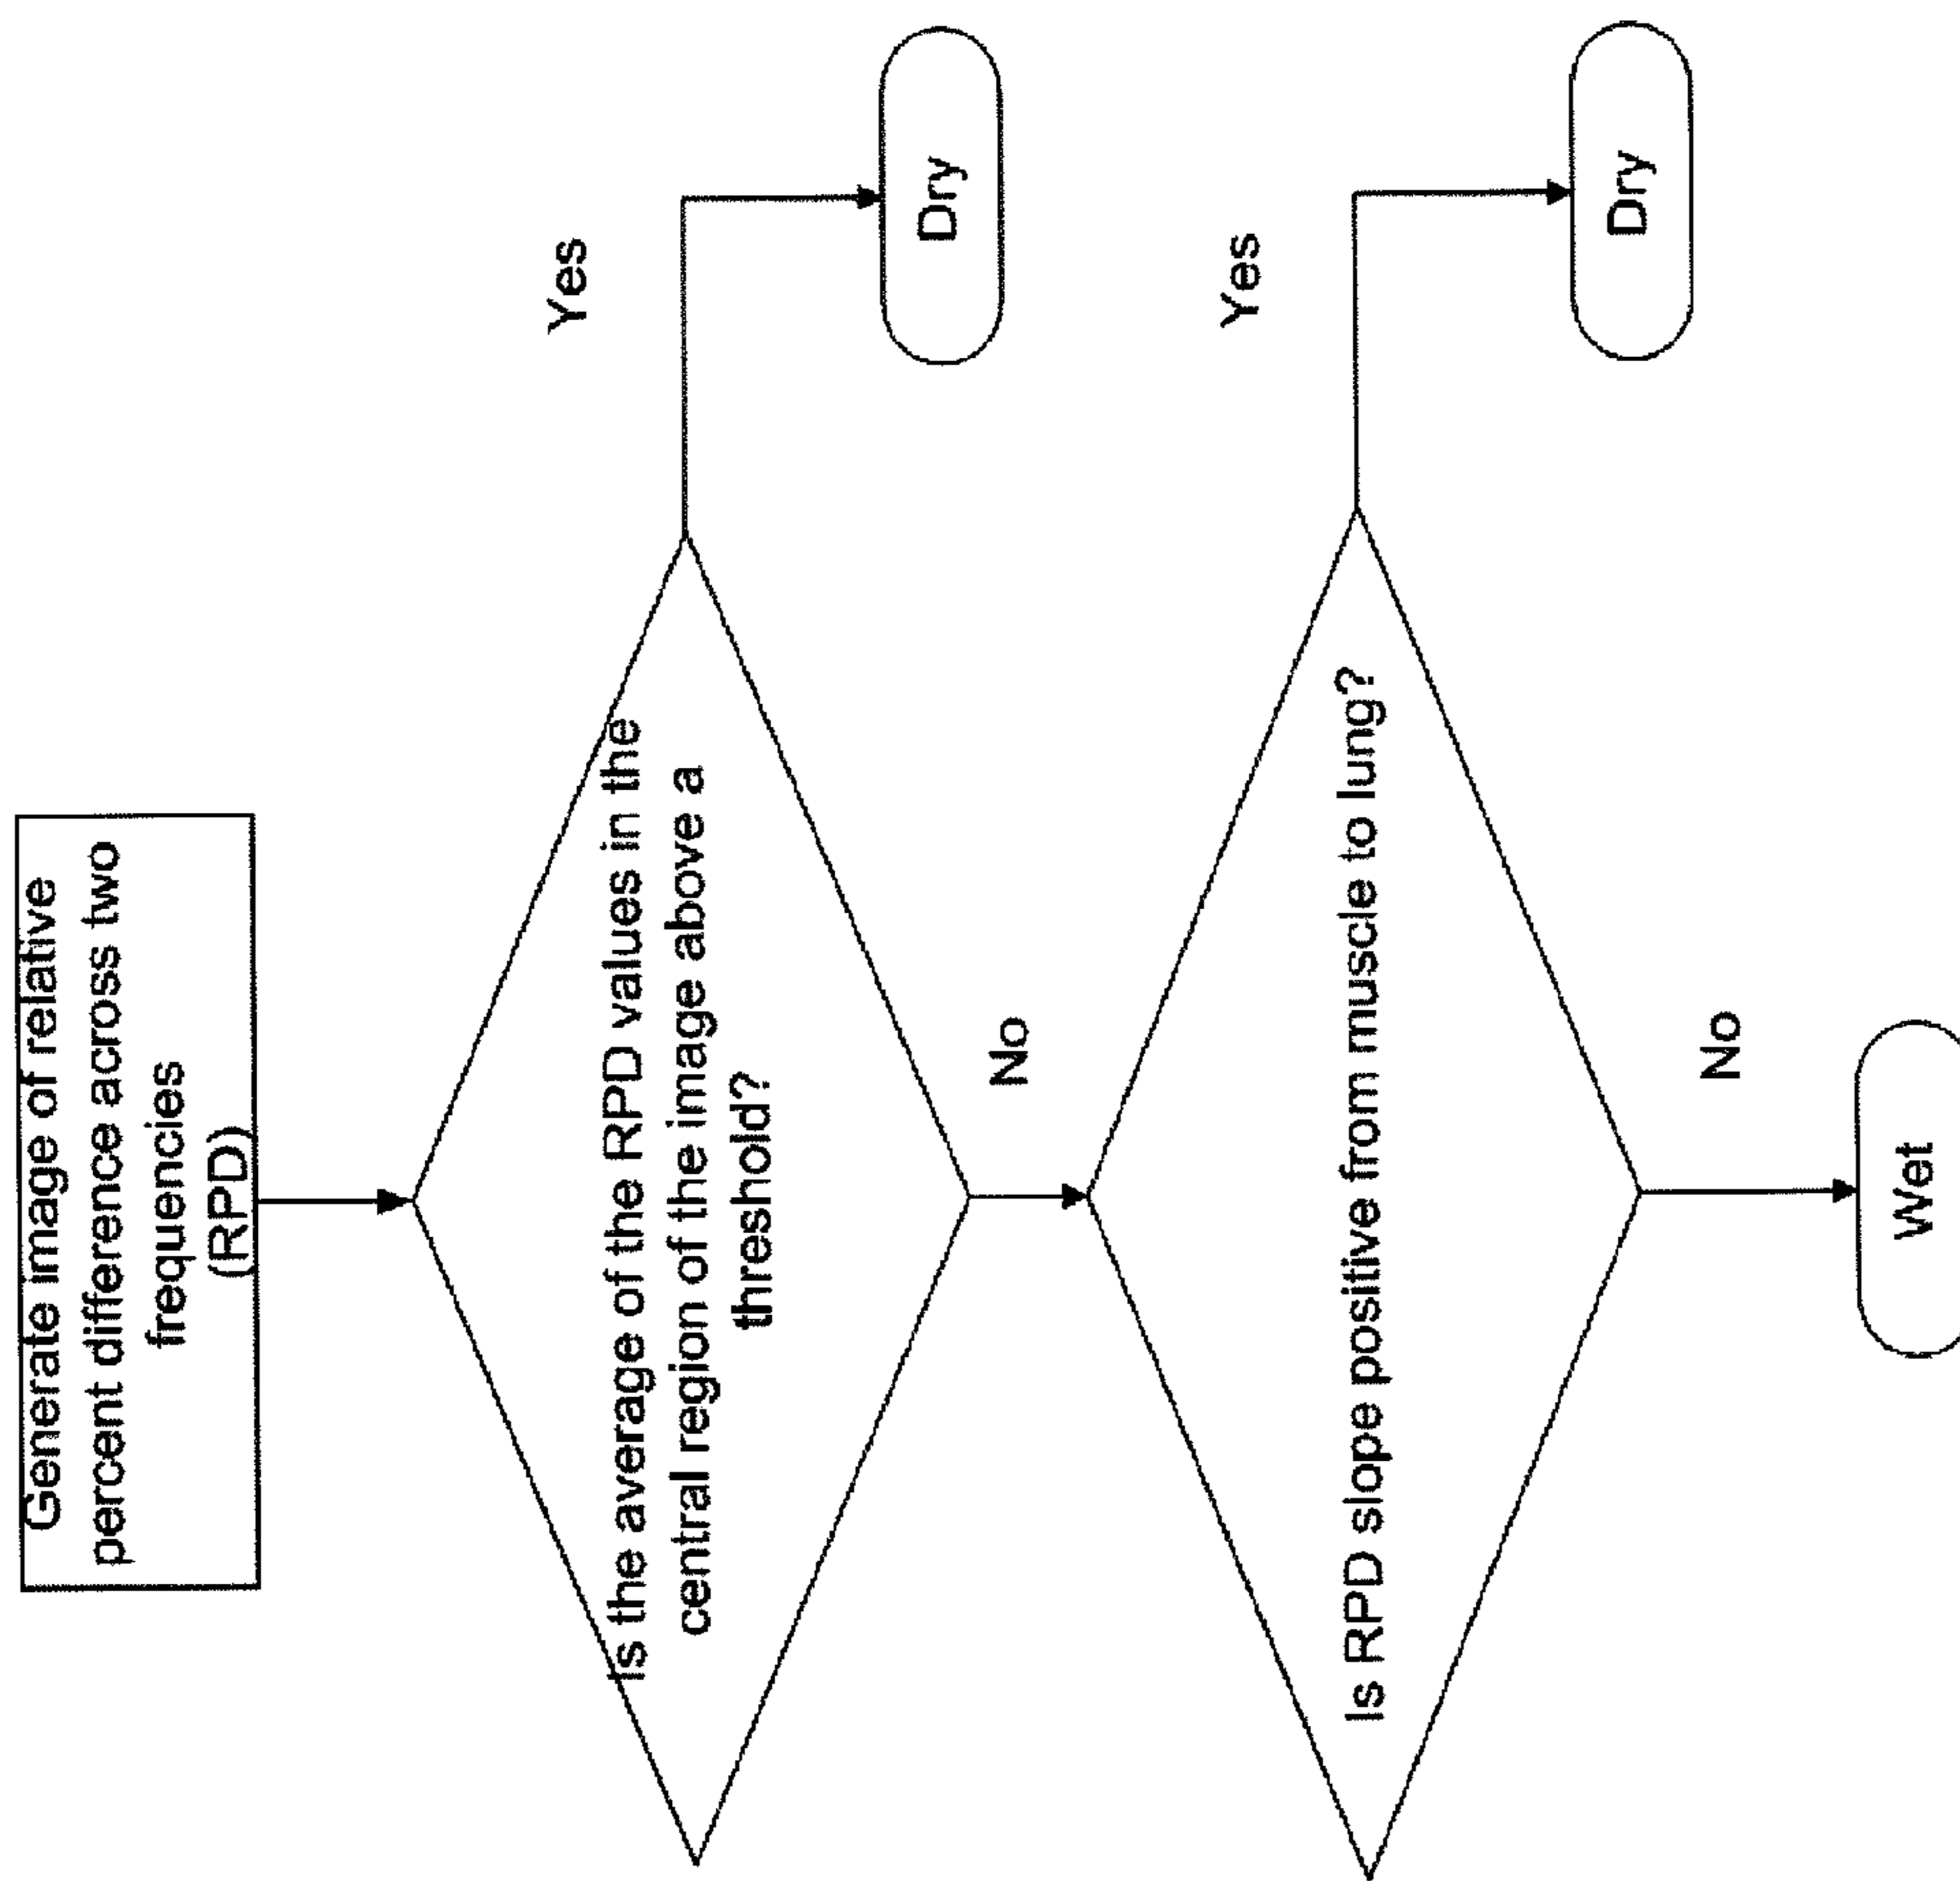 Generate image of relative
percent difference across two
frequencies
(RPD)
Is the average of the RPD values in the
central region of the image above a
threshold?
Yes
Dry
No
Is RPD slope positive from muscle to lung?
Yes
Dry
No
Wet